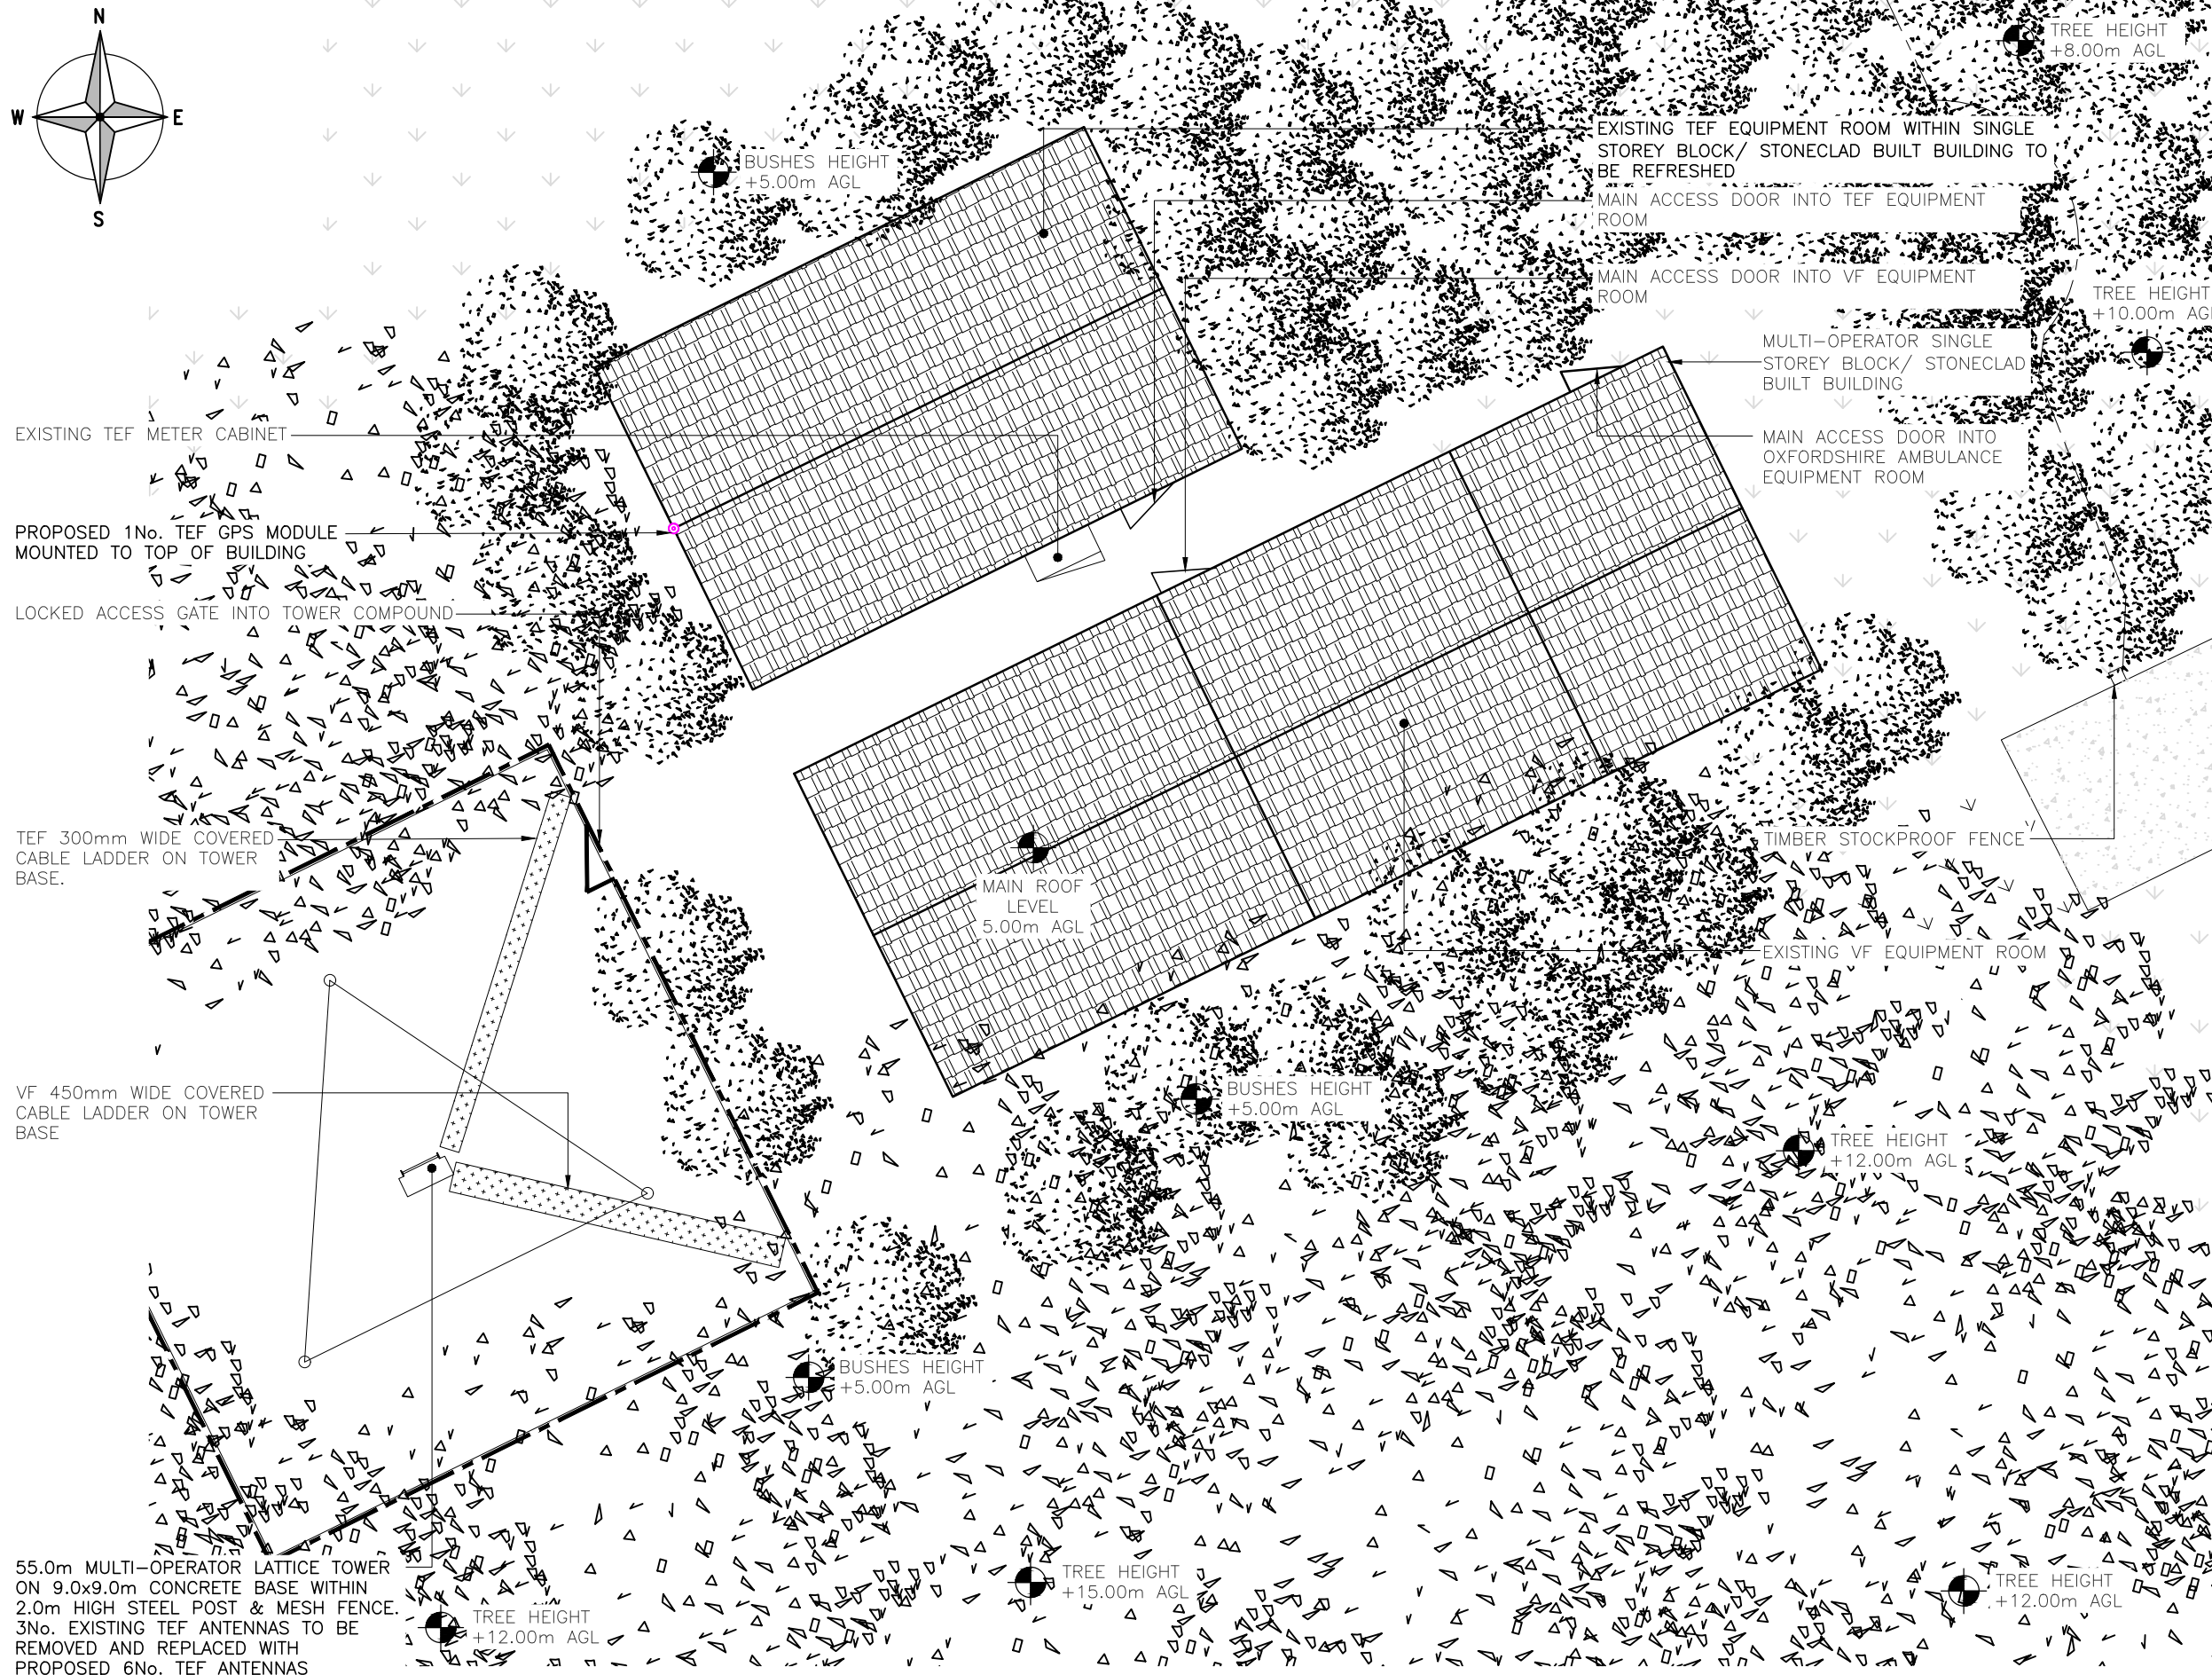 N
W
E
S
TREE HEIGHT
+8.00m AGL
EXISTING TEF EQUIPMENT ROOM WITHIN SINGLE
STOREY BLOCK/ STONECLAD BUILT BUILDING TO
BE REFRESHED
BUSHES HEIGHT
+5.00m AGL
MAIN ACCESS DOOR INTO TEF EQUIPMENT
ROOM
MAIN ACCESS DOOR INTO VF EQUIPMENT
ROOM
TREE HEIGHT
+10.00m
MULTI-OPERATOR SINGLE
STOREY BLOCK/ STONECLAD
BUILT BUILDING
EXISTING TEF METER CABINET
MAIN ACCESS DOOR INTO
OXFORDSHIRE AMBULANCE
EQUIPMENT ROOM
PROPOSED 1No. TEF GPS MODULE
MOUNTED TO TOP OF BUILDING
LOCKED ACCESS GATE INTO TOWER COMPOUND
TEF 300mm WIDE COVERED
CABLE LADDER ON TOWER
BASE.
TIMBER STOCKPROOF FENCE
MAIN ROOF
LEVEL
5.00m AGL
EXISTING VF EQUIPMENT ROOM
VF 450mm WIDE COVERED
CABLE LADDER ON TOWER
BASE
BUSHES HEIGHT
+5.00m AGL
TREE HEIGHT
+12.00m AGL
BUSHES HEIGHT
+5.00m AGL
55.0m MULTI-OPERATOR LATTICE TOWER
ON 9.0x9.0m CONCRETE BASE WITHIN
2.0m HIGH STEEL POST & MESH FENCE.
3No. EXISTING TEF ANTENNAS TO BE
REMOVED AND REPLACED WITH
PROPOSED 6No. TEF ANTENNAS
TREE HEIGHT
+12.00m AGL
TREE HEIGHT
+15.00m AGL
TREE HEIGHT
+12.00m AGL